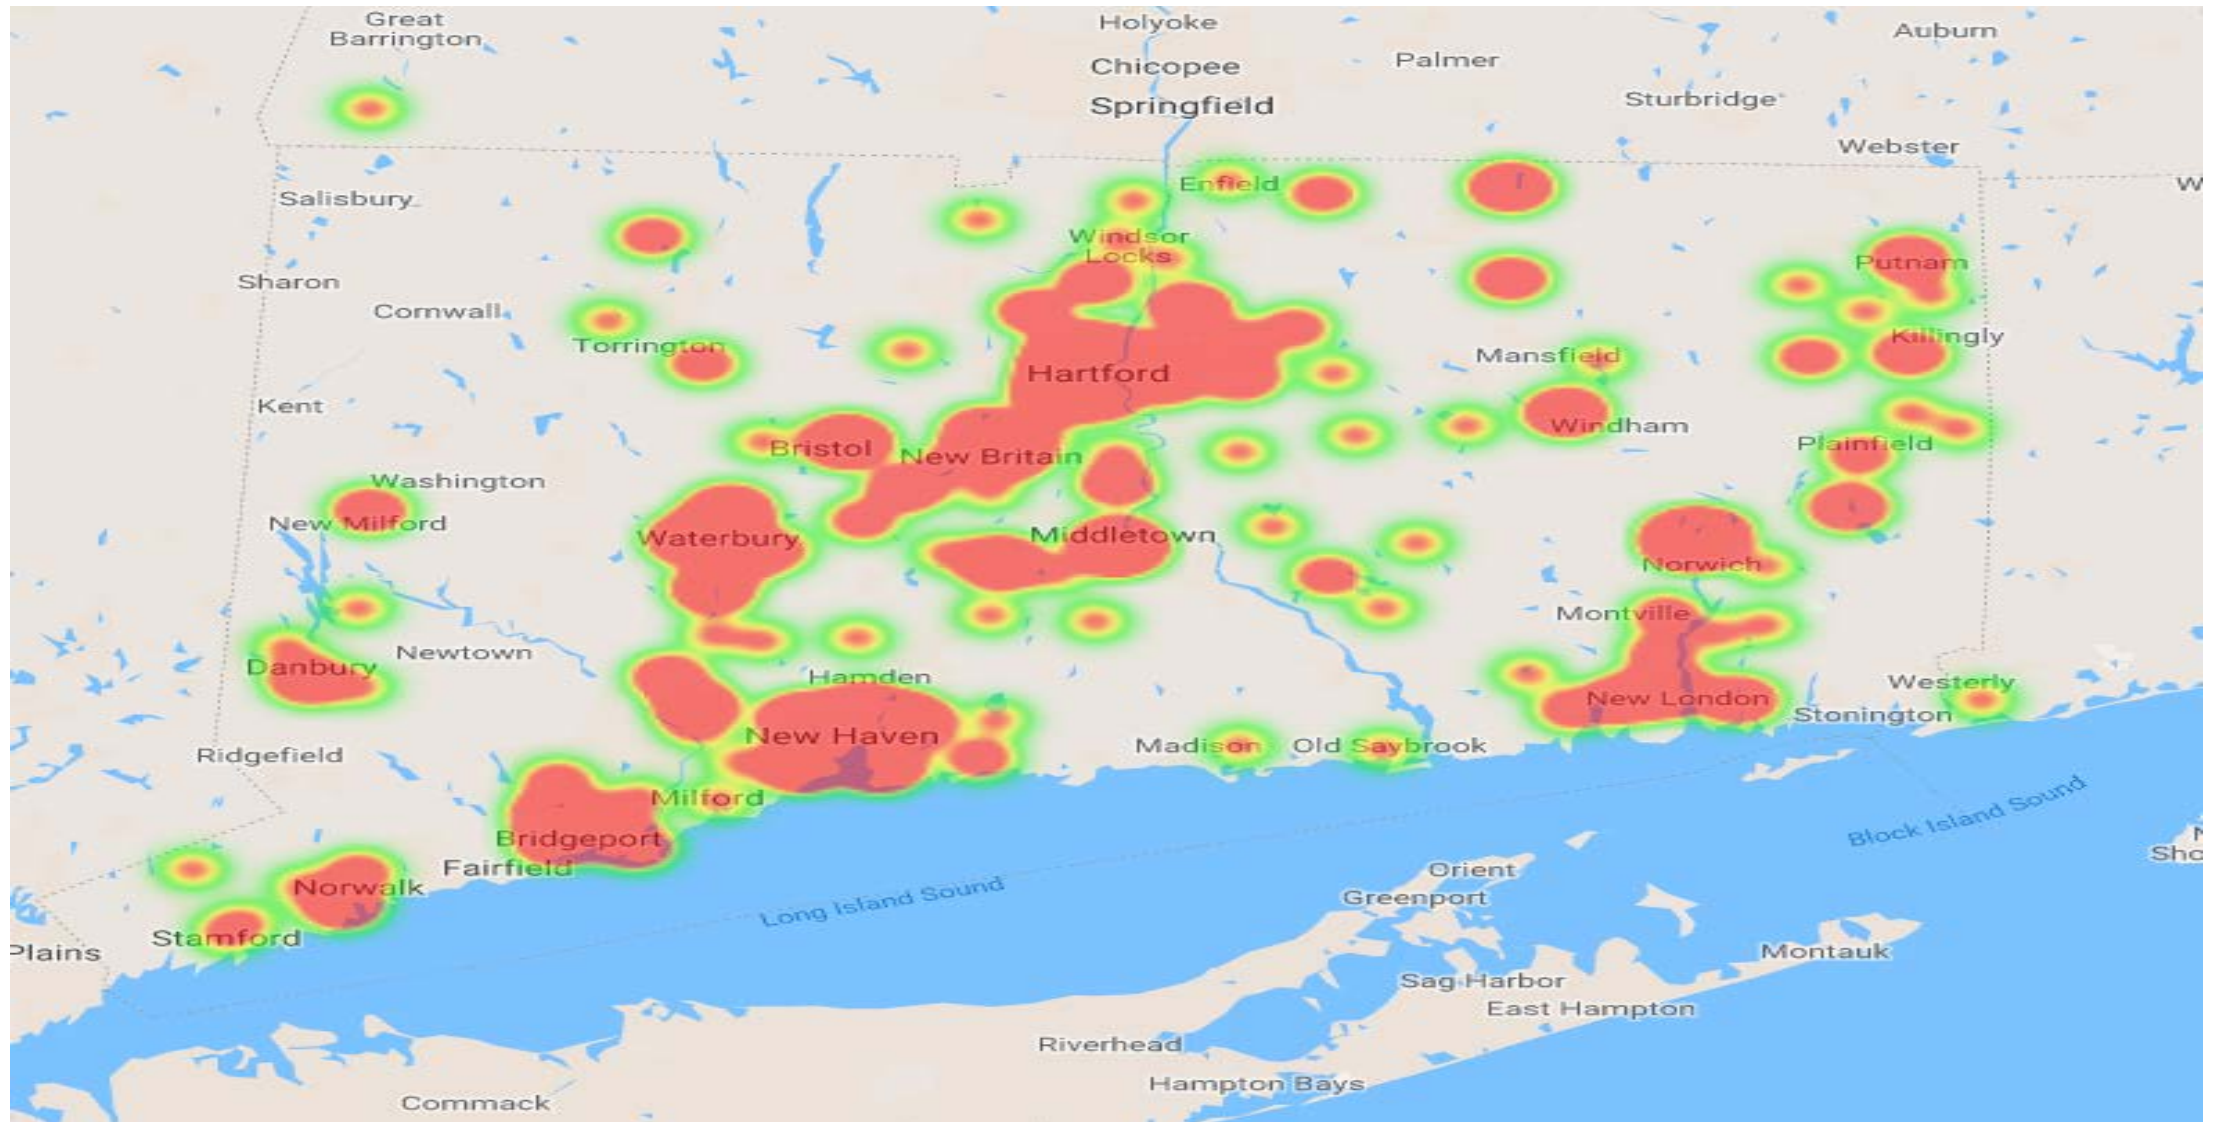 Great
Barrington
Holyoke
Chicopee
Springfield
Palmer
Auburn
Sturbridge
Webster
Salisbury
Enfield
W
Windsor
Locks
Sharon
Cornwall
Putnam
Torrington
Killingly
Mansfield
Hartford
Kent
Windham
Plainfield
Bristol
New Britain
Washington
New Milford
Waterbury
Middletown
Norwich
Montville
Newtown
Danbury
Hamden
New London
Westerly
Stonington
New Haven
Madison
Old Saybrook
Ridgefield
Milford
Block Island Sound
Bridgeport
Fairfield
Norwalk
Stamford
Plains
Long Island Sound
Orient
Greenport
Sho
Montauk
Sag Harbor
East Hampton
Riverhead
Hampton Bays
Commack